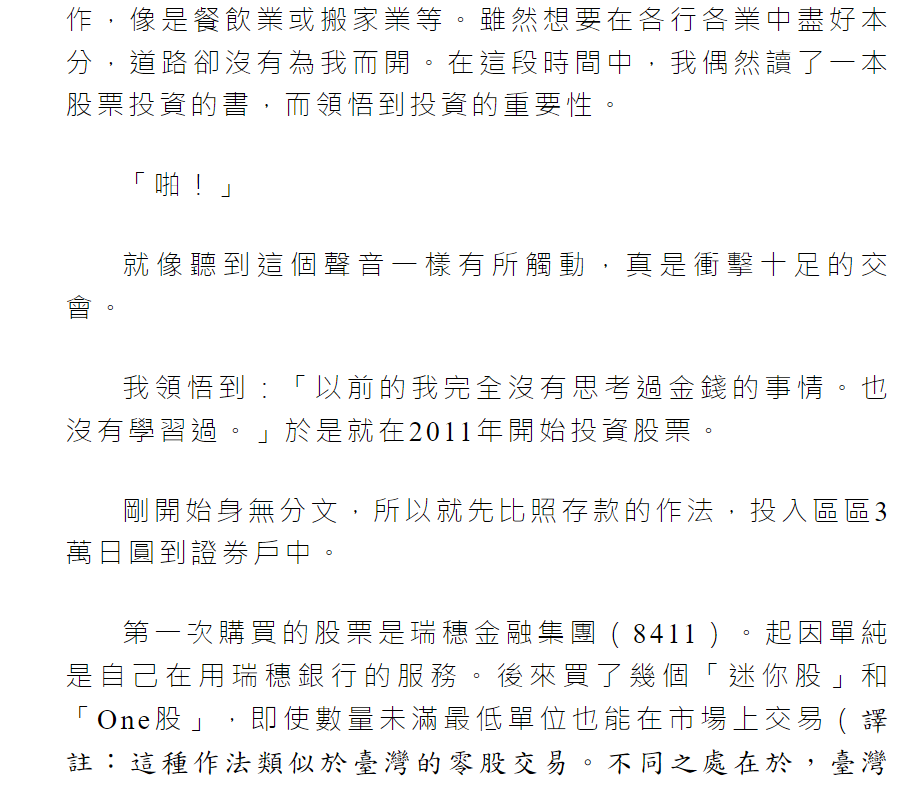 作，像是餐飲業或搬家業等。雖然想要在各行各業中盡好本
分，道路卻沒有為我而開。在這段時間中，我偶然讀了一本
股票投資的書，而領悟到投資的重要性。
「啪！」
就像聽到這個聲音一樣有所觸動，真是衝擊十足的交
會。
我領悟到：「以前的我完全沒有思考過金錢的事情。也
沒有學習過。」於是就在2011年開始投資股票。
剛開始身無分文，所以就先比照存款的作法，投入區區3
萬日圓到證券戶中。
第一次購買的股票是瑞穗金融集團（8411）。起因單純
是自己在用瑞穗銀行的服務。後來買了幾個「迷你股」和
「One股」，即使數量未滿最低單位也能在市場上交易（譯
註：這種作法類似於臺灣的零股交易。不同之處在於，臺灣